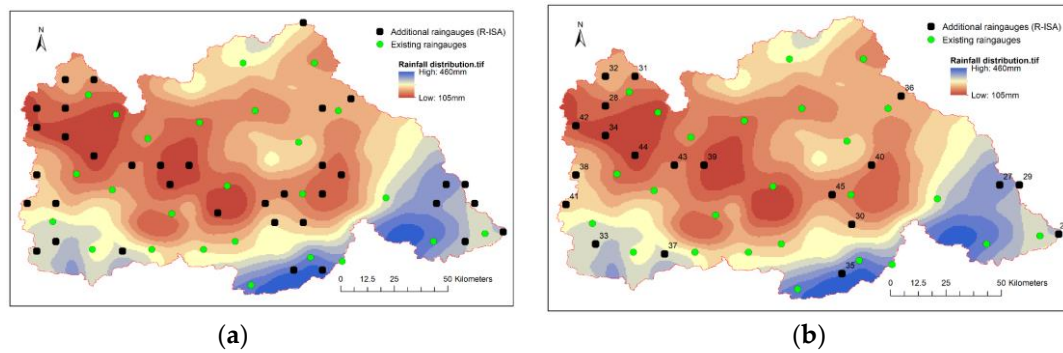 N
Additional raingauges (R-ISA)
Existing raingauges
Rainfall distribution.tif
High: 460mm
Low: 105mm
0 12.5 25 50 Kilometers
(a)
N
Additional raingauges (R-ISA)
Existing raingauges
Rainfall distribution.tif
High: 460mm
Low: 105mm
32 31
36
28
42
34
44
43 39 40
38
27 29
41
45
30
33
37
35
0 12.5 25 50 Kilometers
(b)